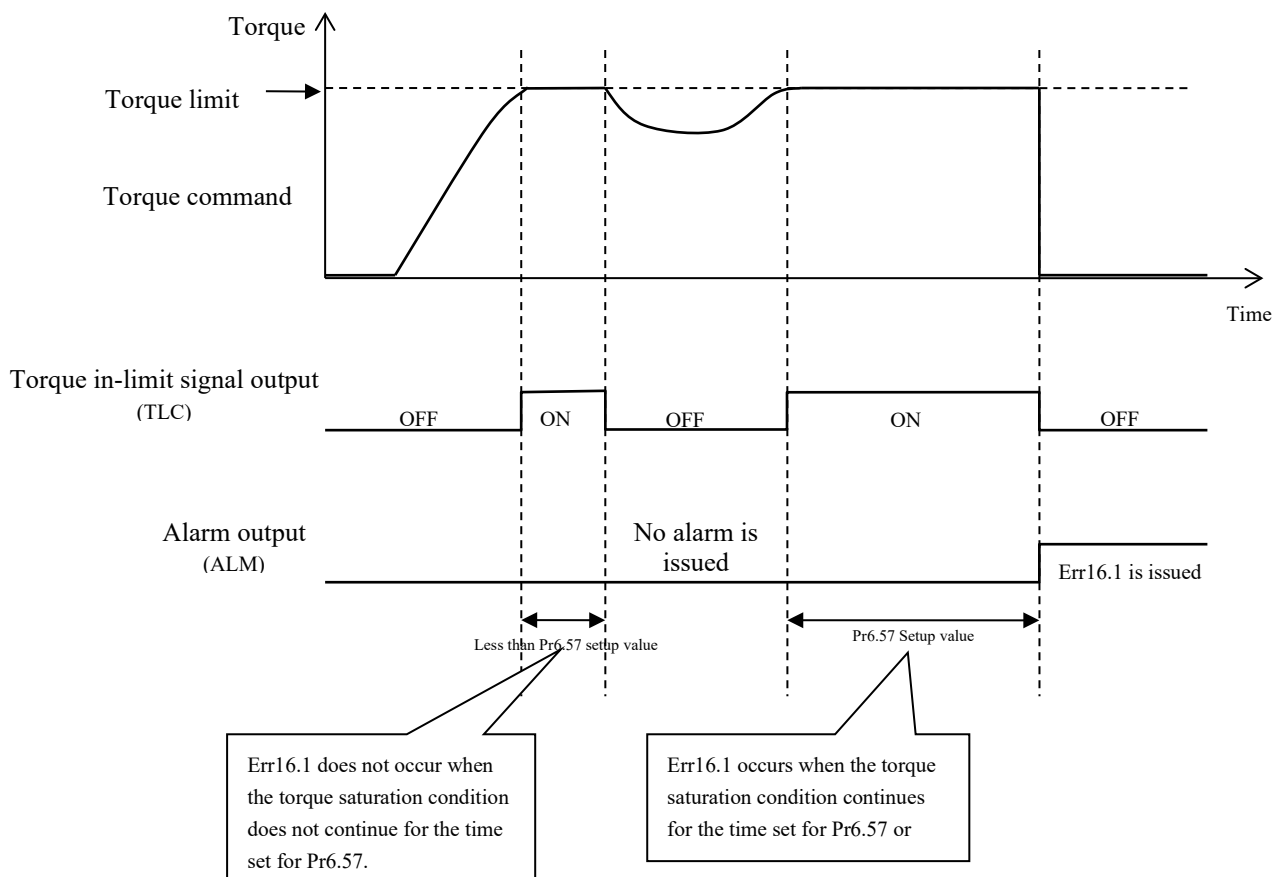 Torque
Torque limit
Torque command
Time
Torque in-limit signal output
(TLC)
OFF
ON
OFF
ON
OFF
Alarm output
(ALM)
No alarm is
issued
Err16.1 is issued
Less than Pr6.57 setup value
Pr6.57 Setup value
Err16.1 does not occur when
the torque saturation condition
does not continue for the time
set for Pr6.57.
Err16.1 occurs when the torque
saturation condition continues
for the time set for Pr6.57 or